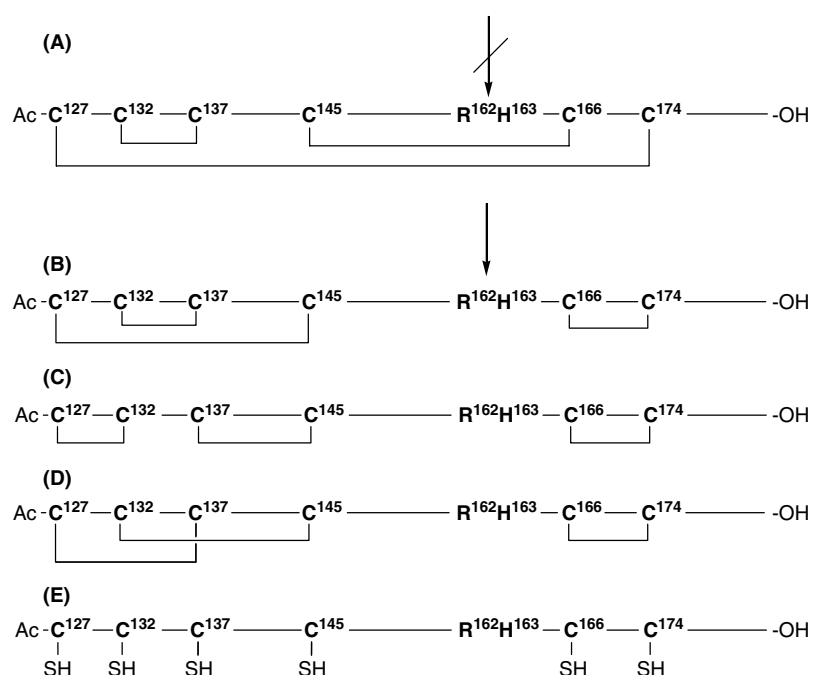 (A)
Ac C¹²⁷ C¹³² C¹³⁷ C¹⁴⁵ R¹⁶²H¹⁶³ C¹⁶⁶ C¹⁷⁴ -OH
(B)
Ac C¹²⁷ C¹³² C¹³⁷ C¹⁴⁵ R¹⁶²H¹⁶³ C¹⁶⁶ C¹⁷⁴ -OH
(C)
Ac C¹²⁷ C¹³² C¹³⁷ C¹⁴⁵ R¹⁶²H¹⁶³ C¹⁶⁶ C¹⁷⁴ -OH
(D)
Ac C¹²⁷ C¹³² C¹³⁷ C¹⁴⁵ R¹⁶²H¹⁶³ C¹⁶⁶ C¹⁷⁴ -OH
(E)
Ac C¹²⁷ C¹³² C¹³⁷ C¹⁴⁵ R¹⁶²H¹⁶³ C¹⁶⁶ C¹⁷⁴ -OH
SH SH SH SH SH SH